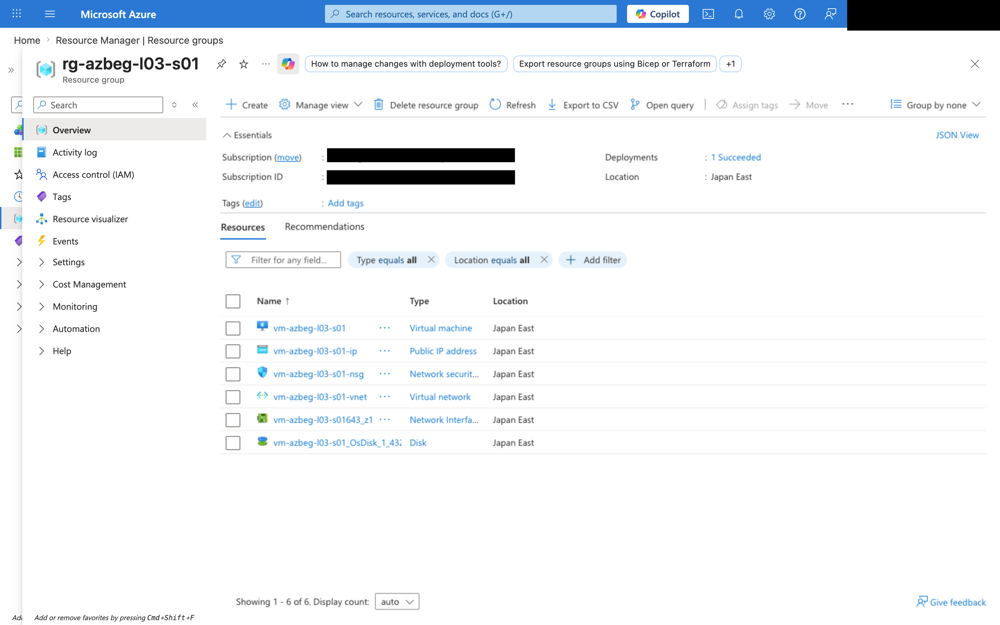 Microsoft Azure
Search resources, services, and docs (G+/)
Copilot
Home
Resource Manager | Resource groups
rg-azbeg-l03-s01
Resource group
How to manage changes with deployment tools?
Export resource groups using Bicep or Terraform
+1
Search
Create
Manage view
Delete resource group
Refresh
Export to CSV
Open query
Assign tags
Move
Group by none
Overview
Activity log
Access control (IAM)
Tags
Resource visualizer
Events
Settings
Cost Management
Monitoring
Automation
Help
Essentials
JSON View
Subscription (move) :
Deployments : 1 Succeeded
Subscription ID :
Location : Japan East
Tags (edit) : Add tags
Resources
Recommendations
Filter for any field...
Type equals all
Location equals all
Add filter
Name ↑ Type Location
vm-azbeg-l03-s01 ··· Virtual machine Japan East
vm-azbeg-l03-s01-ip ··· Public IP address Japan East
vm-azbeg-l03-s01-nsg ··· Network securit... Japan East
vm-azbeg-l03-s01-vnet ··· Virtual network Japan East
vm-azbeg-l03-s01643_z1 ··· Network Interfa... Japan East
vm-azbeg-l03-s01_OsDisk_1_432 Disk Japan East
Showing 1 - 6 of 6. Display count: auto
Give feedback
Add or remove favorites by pressing Cmd+Shift+F